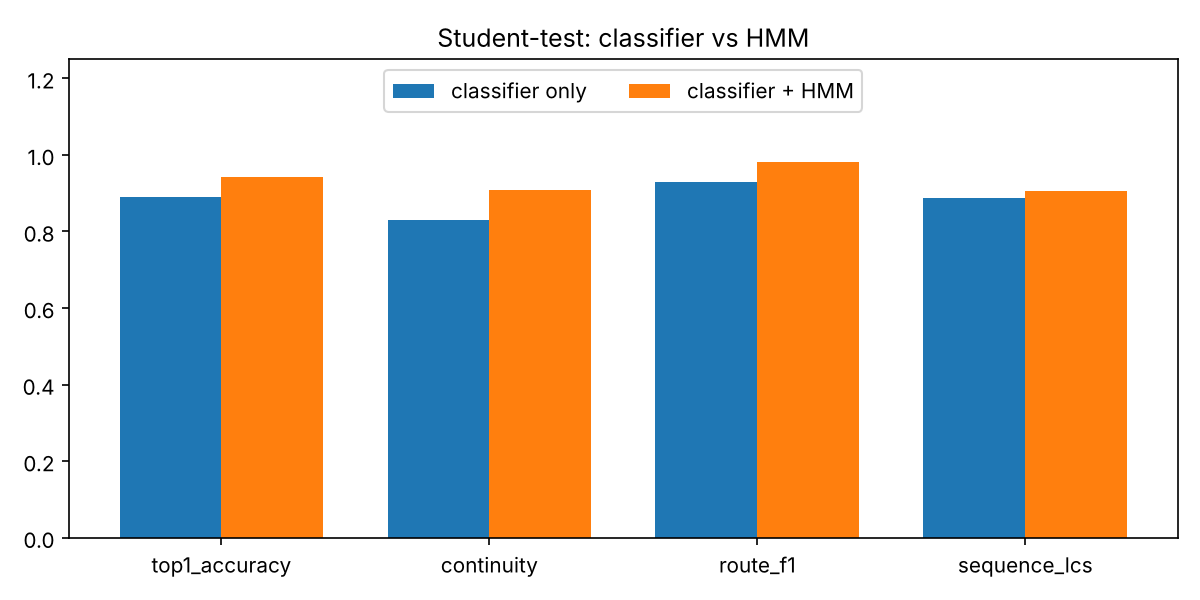 Student-test: classifier vs HMM
classifier only
classifier + HMM
1.2
1.0
0.8
0.6
0.4
0.2
0.0
top1_accuracy
continuity
route_f1
sequence_lcs